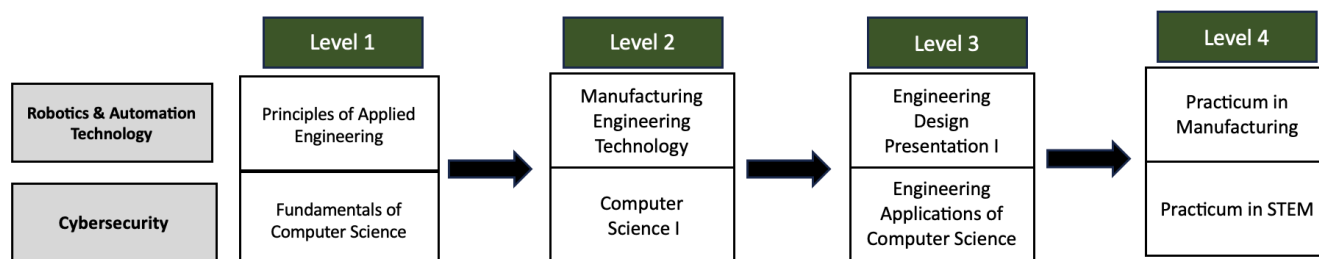 Level 1
Level 2
Level 3
Level 4
Robotics & Automation
Technology
Principles of Applied
Engineering
Manufacturing
Engineering
Technology
Engineering
Design
Presentation I
Practicum in
Manufacturing
Cybersecurity
Fundamentals of
Computer Science
Computer
Science I
Engineering
Applications of
Computer Science
Practicum in STEM